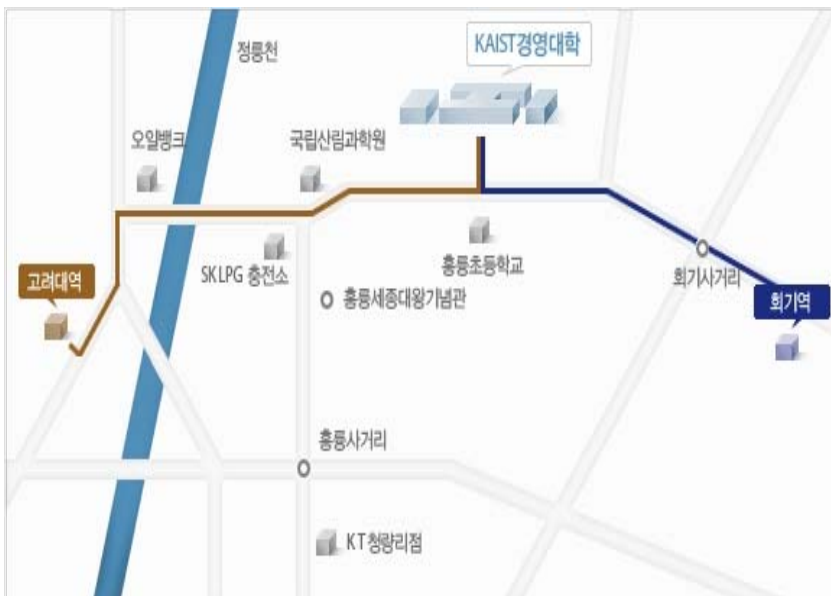 KAIST경영대학
정릉천
오일뱅크
국립산림과학원
SK LPG 충전소
홍릉초등학교
회기사거리
고려대역
홍릉세종대왕기념관
회기역
홍릉사거리
KT 청량리점